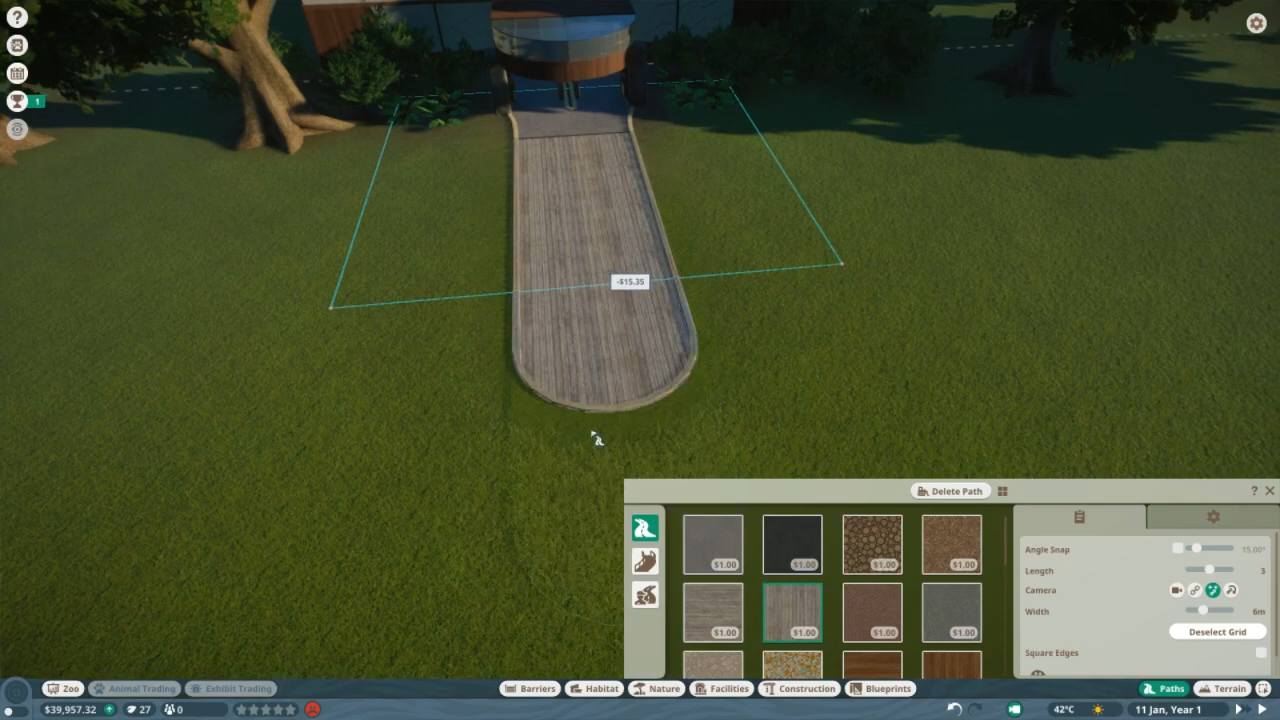 ?
1
-$15.35
Delete Path
?
$1.00 $1.00 $1.00 $1.00
$1.00 $1.00 $1.00 $1.00
Angle Snap 15.00°
Length 3
Camera
Width 6m
Deselect Grid
Square Edges
Zoo Animal Trading Exhibit Trading Barriers Habitat Nature Facilities Construction Blueprints Paths Terrain
$39,957.32 27 0 42°C 11 Jan, Year 1